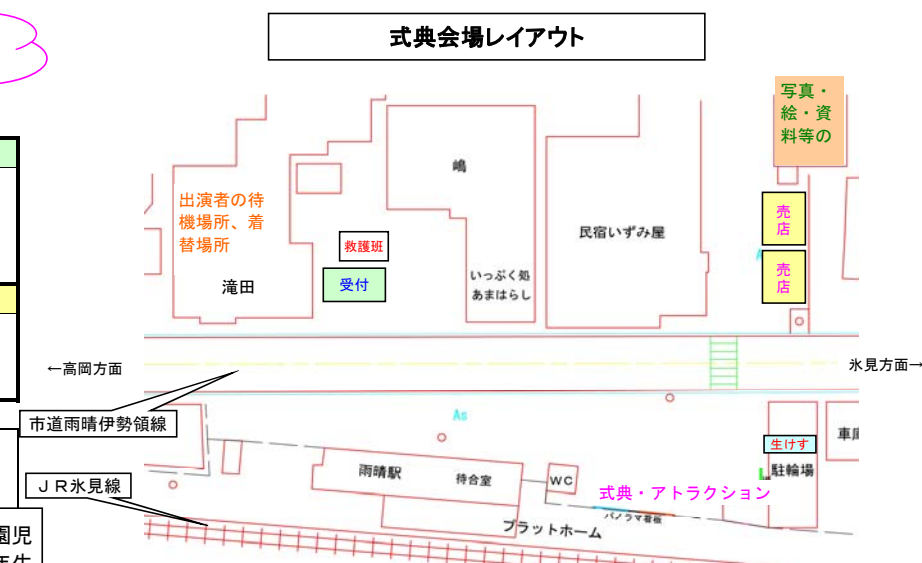 式典会場レイアウト
写真・
絵・資
料等の
嶋
出演者の待
機場所、着
替場所
売
店
民宿いずみ屋
救護班
いっぷく処
あまはらし
売
店
滝田
受付
←高岡方面
氷見方面→
市道雨晴伊勢領線
As
生けす
車庫
雨晴駅
待合室
WC
駐輪場
JR氷見線
式典・アトラクション
パノラマ看板
プラットホーム
園児